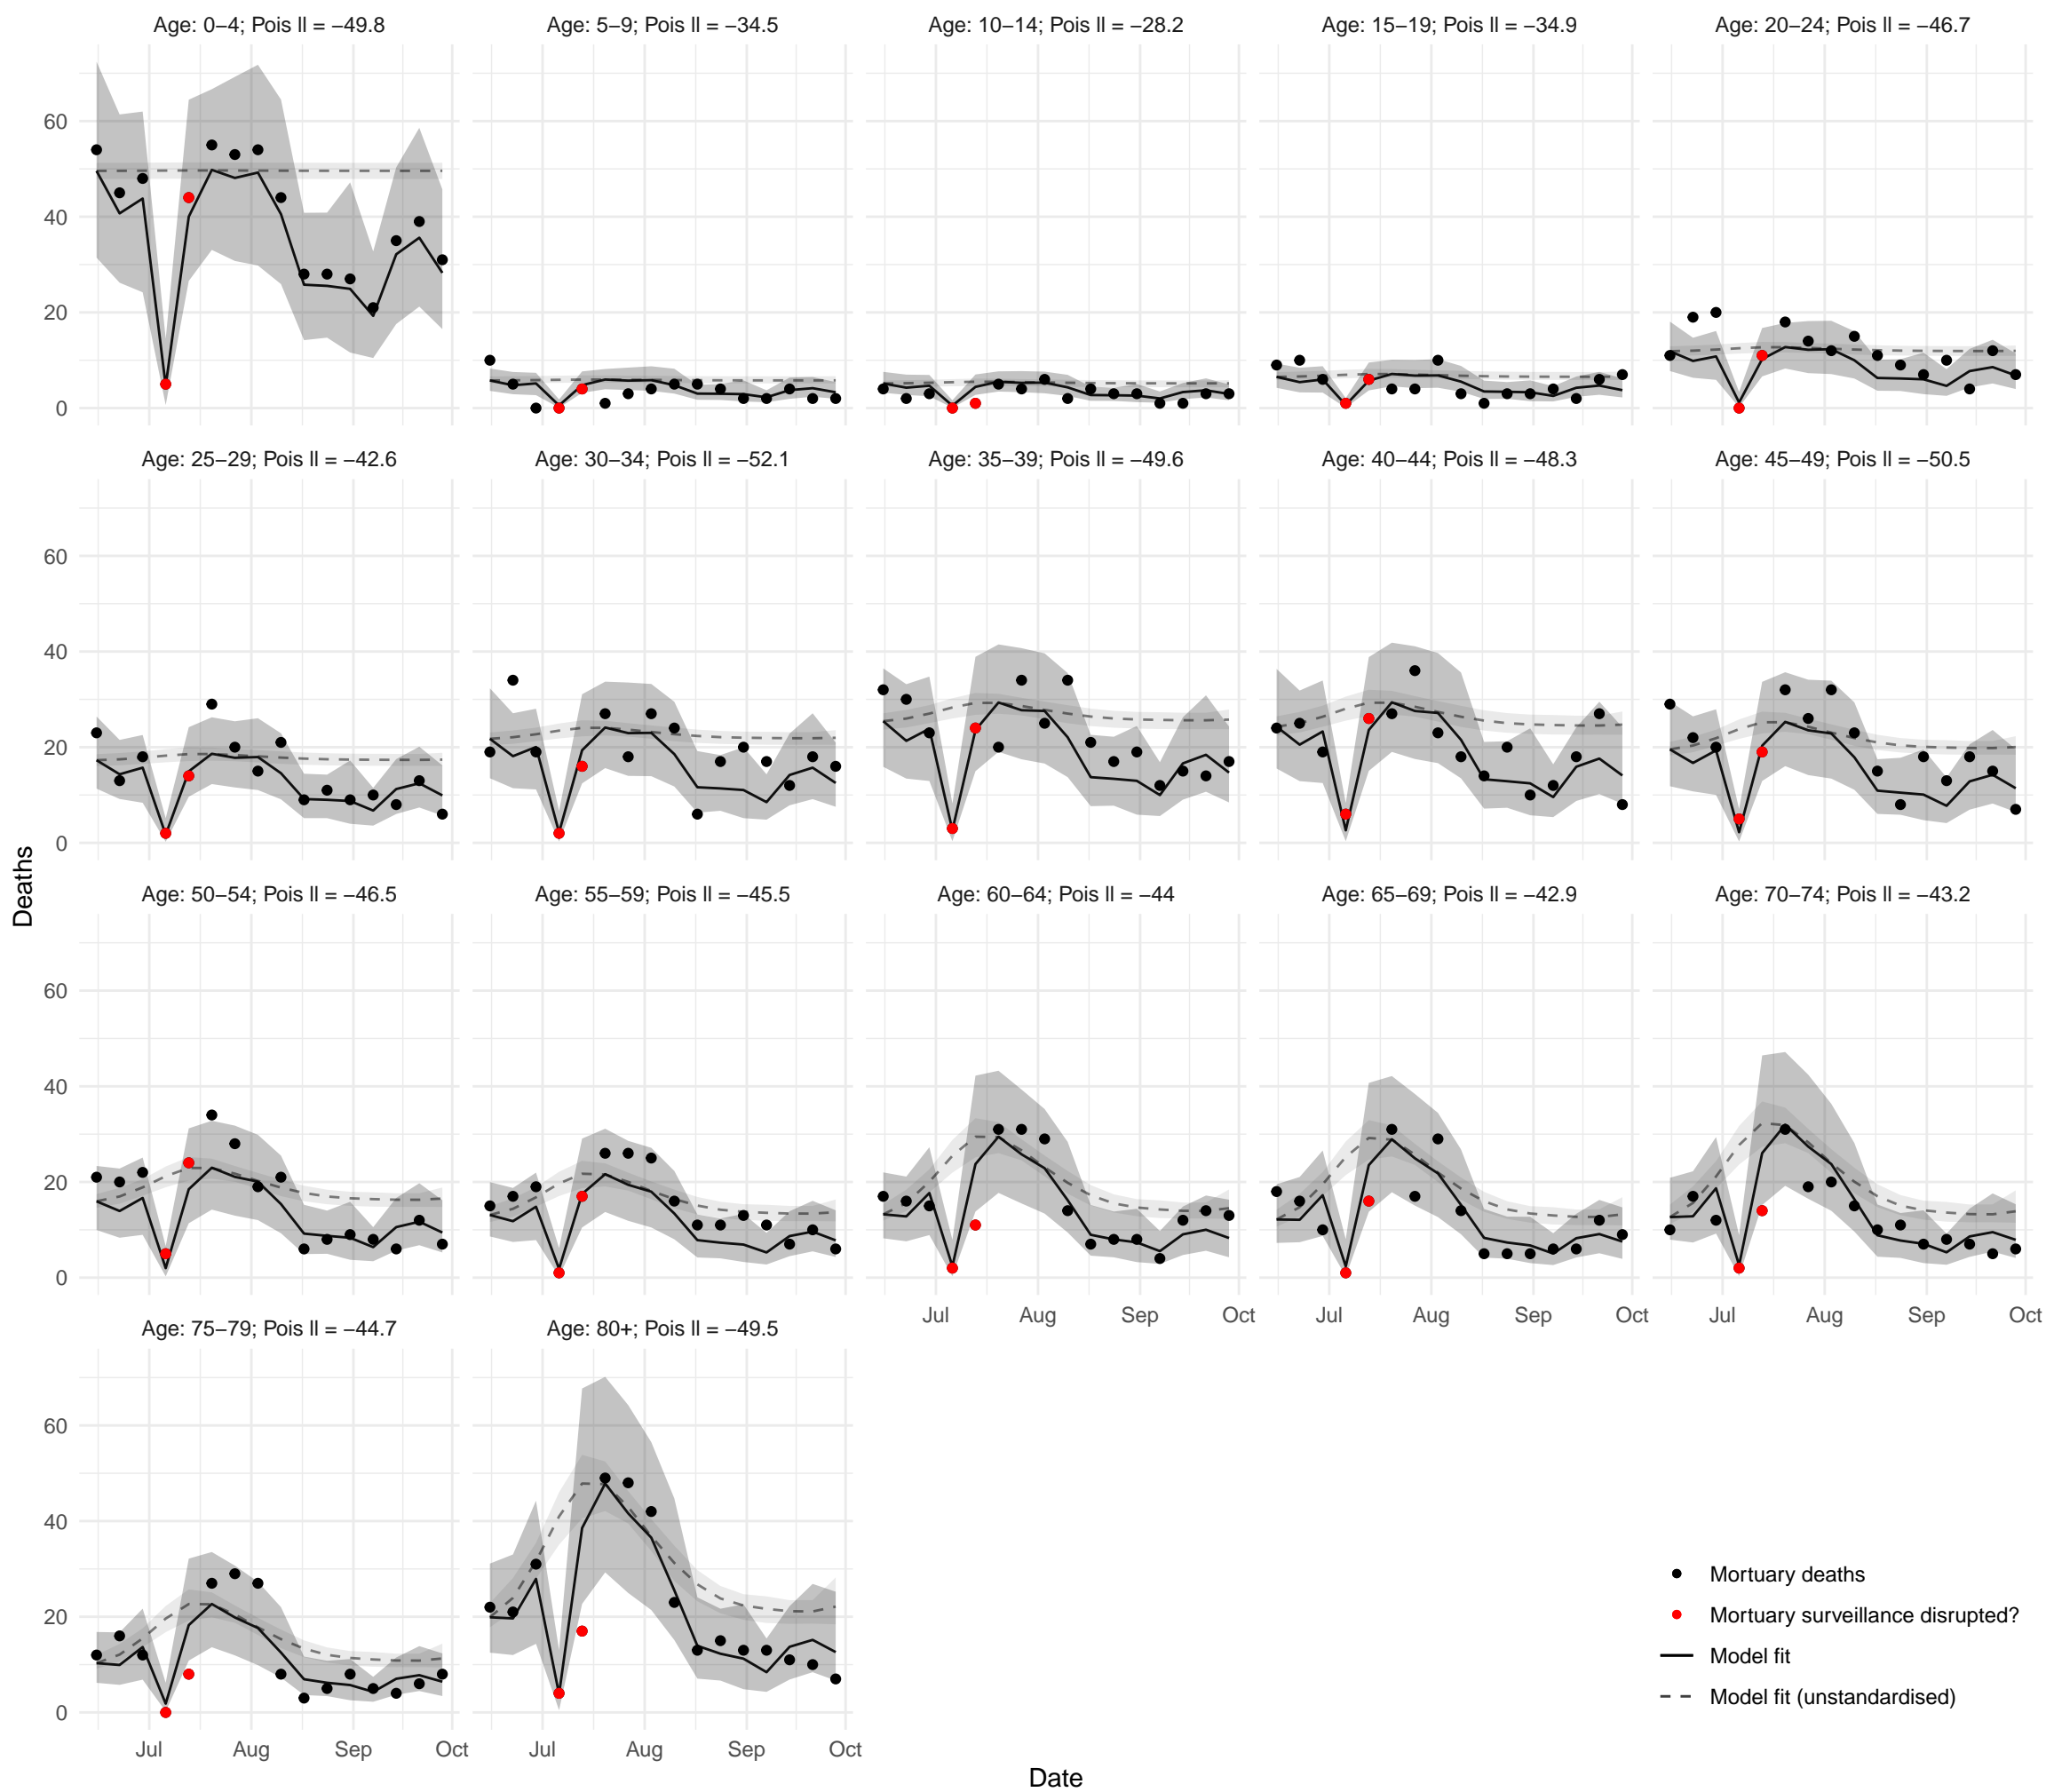 Age: 0−4; Pois ll = −49.8
Age: 5−9; Pois ll = −34.5
Age: 10−14; Pois ll = −28.2
Age: 15−19; Pois ll = −34.9
Age: 20−24; Pois ll = −46.7
60
40
20
0
Age: 25−29; Pois ll = −42.6
Age: 30−34; Pois ll = −52.1
Age: 35−39; Pois ll = −49.6
Age: 40−44; Pois ll = −48.3
Age: 45−49; Pois ll = −50.5
60
40
20
0
Deaths
Age: 50−54; Pois ll = −46.5
Age: 55−59; Pois ll = −45.5
Age: 60−64; Pois ll = −44
Age: 65−69; Pois ll = −42.9
Age: 70−74; Pois ll = −43.2
60
40
20
0
Jul Aug Sep Oct
Jul Aug Sep Oct
Jul Aug Sep Oct
Age: 75−79; Pois ll = −44.7
Age: 80+; Pois ll = −49.5
60
40
20
0
Jul Aug Sep Oct
Jul Aug Sep Oct
Mortuary deaths
Mortuary surveillance disrupted?
Model fit
Model fit (unstandardised)
Date